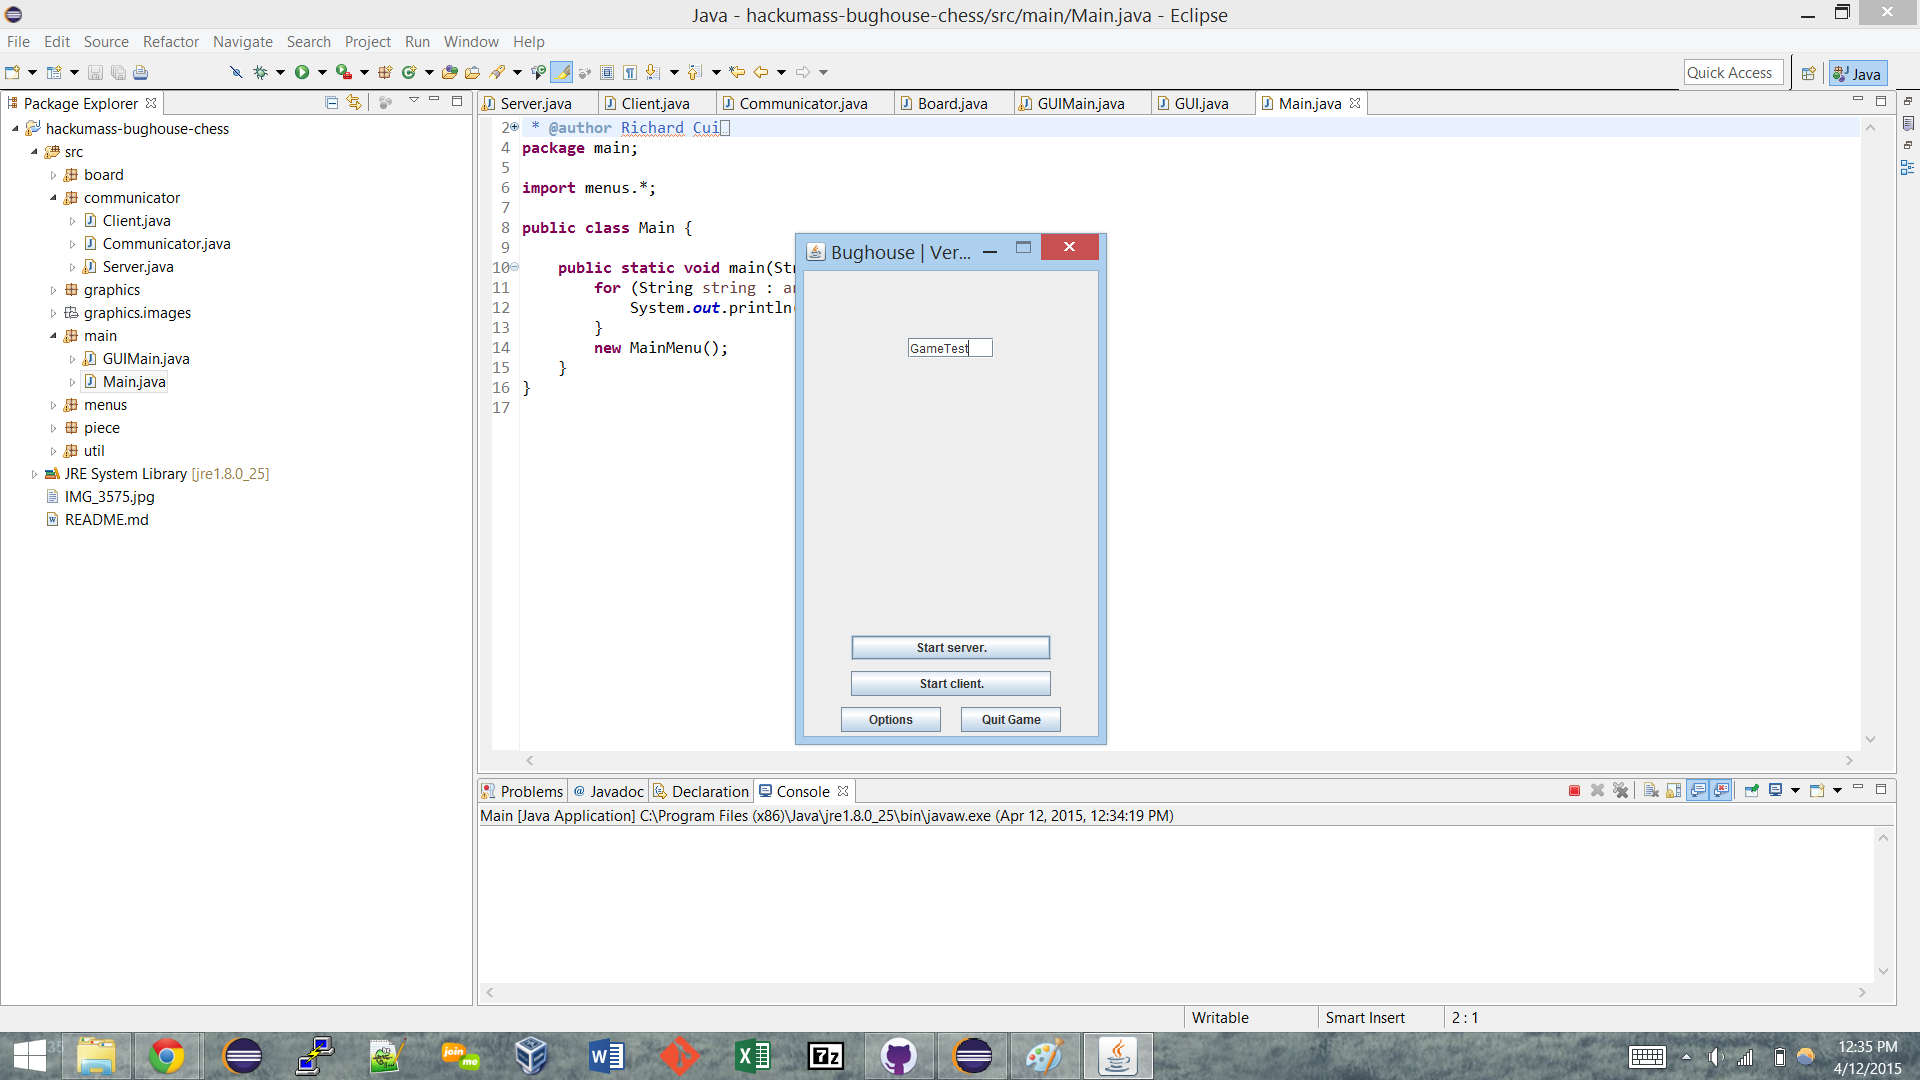 Java - hackumass-bughouse-chess/src/main/Main.java - Eclipse
File Edit Source Refactor Navigate Search Project Run Window Help
Quick Access
Java
Package Explorer
Server.java Client.java Communicator.java Board.java GUIMain.java GUI.java Main.java
hackumass-bughouse-chess
src
board
communicator
Client.java
Communicator.java
Server.java
graphics
graphics.images
main
GUIMain.java
Main.java
menus
piece
util
JRE System Library [jre1.8.0_25]
IMG_3575.jpg
README.md
2 * @author Richard Cui
4 package main;
5
6 import menus.*;
7
8 public class Main {
9
10 public static void main(Str
11 for (String string : ar
12 System.out.println(
13 }
14 new MainMenu();
15 }
16 }
17
Bughouse | Ver...
GameTest
Start server.
Start client.
Options Quit Game
Problems @ Javadoc Declaration Console
Main [Java Application] C:\Program Files (x86)\Java\jre1.8.0_25\bin\javaw.exe (Apr 12, 2015, 12:34:19 PM)
Writable Smart Insert 2 : 1
join me
W
X
7z
12:35 PM
4/12/2015